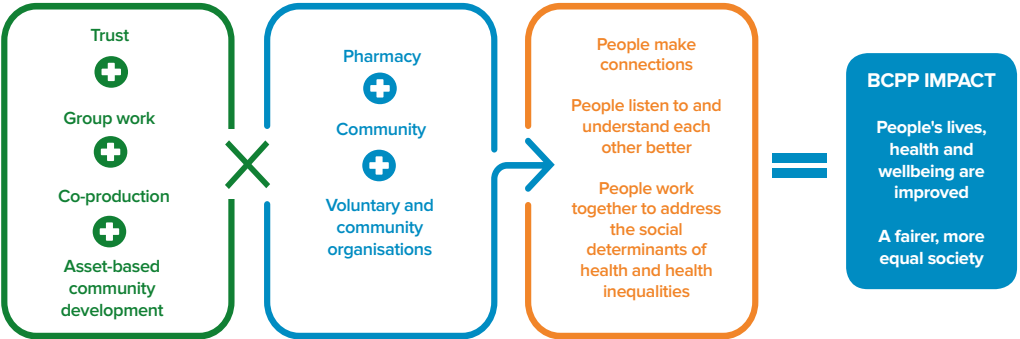 Trust
Group work
Co-production
Asset-based
community
development
Pharmacy
Community
Voluntary and
community
organisations
People make
connections
People listen to and
understand each
other better
People work
together to address
the social
determinants of
health and health
inequalities
BCPP IMPACT
People's lives,
health and
wellbeing are
improved
A fairer, more
equal society